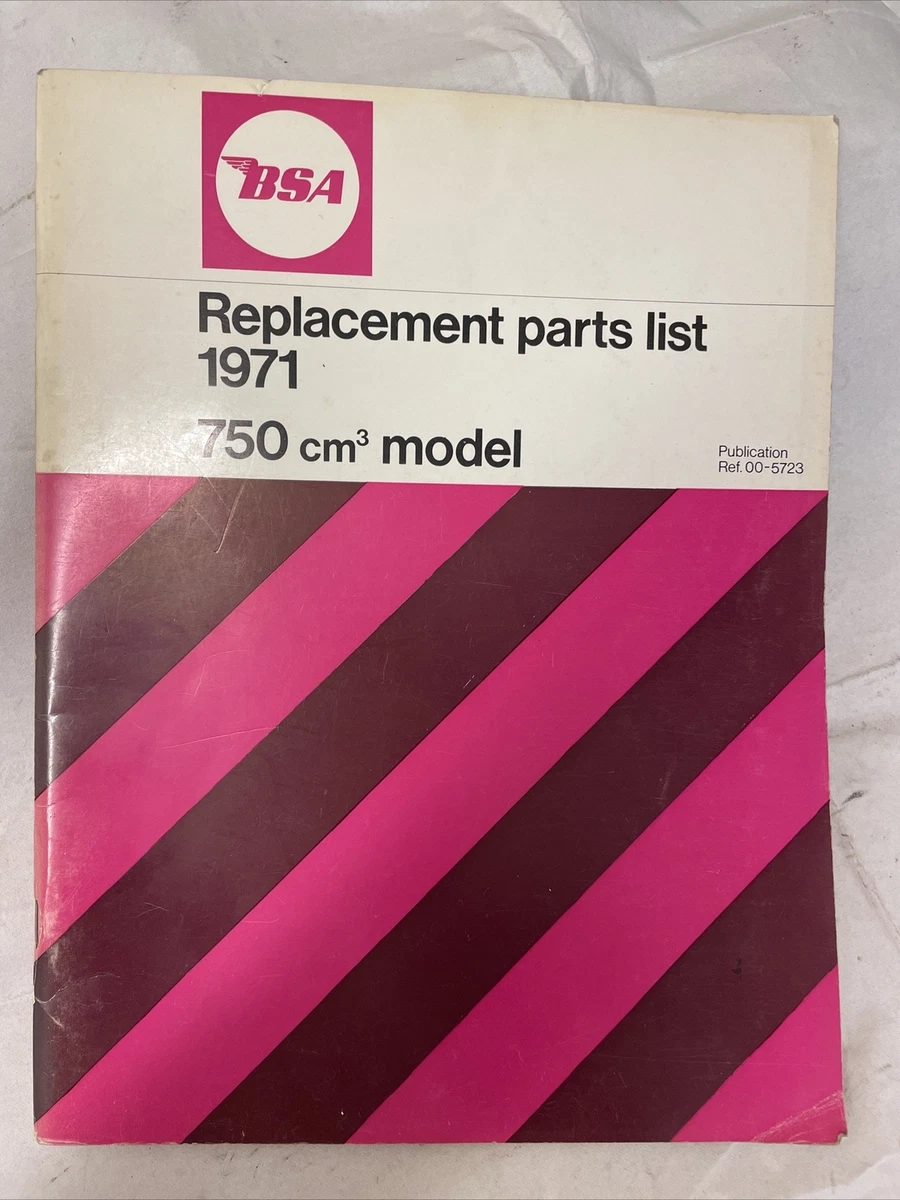 BSA
Replacement parts list
1971
750 cm³ model
Publication
Ref. 00-5723